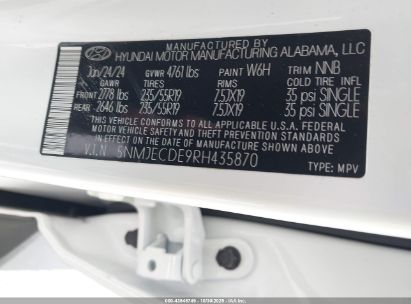 HYUNDAI MOTOR MANUFACTURING ALABAMA, LLC
Jun/24/24 GVWR 4761 lbs PAINT W6H TRIM NNB
GAWR TIRES RIMS COLD TIRE INFL
FRONT 2778 lbs 235/55R19 7.5JX19 35 psi SINGLE
REAR 2646 lbs 235/55R19 7.5JX19 35 psi SINGLE
THIS VEHICLE CONFORMS TO ALL APPLICABLE
U.S. FEDERAL MOTOR VEHICLE SAFETY
BUMPER, AND THEFT PREVENTION STANDARDS
IN EFFECT ON THE DATE OF MANUFACTURE
SHOWN ABOVE.
V.I.N 5NMJECDE9RH435870
TYPE: MPV